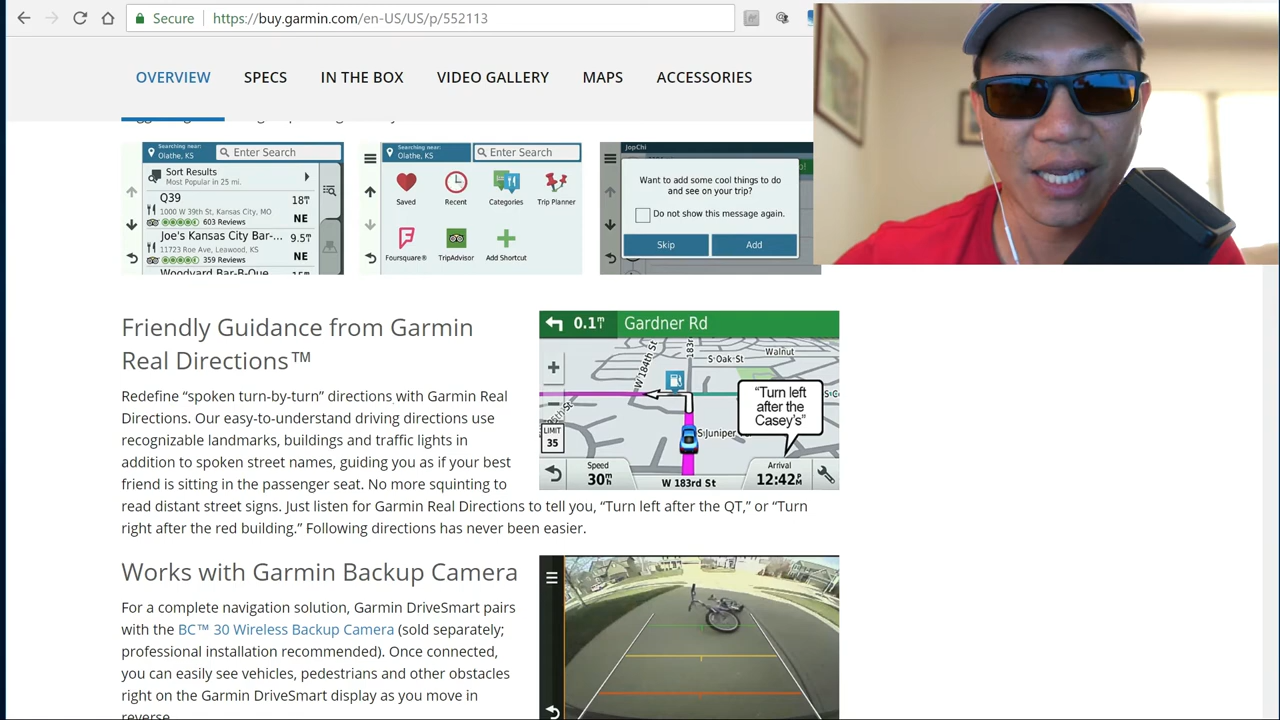 Secure
https://buy.garmin.com/en-US/US/p/552113
OVERVIEW
SPECS
IN THE BOX
VIDEO GALLERY
MAPS
ACCESSORIES
Searching near:
Olathe, KS
Enter Search
Sort Results
Most Popular in 25 mi.
Q39
1000 W 39th St, Kansas City, MO
603 Reviews
NE
Joe's Kansas City Bar-...
11723 Roe Ave, Leawood, KS
359 Reviews
NE
Woodyard Bar-B-Que
Searching near:
Olathe, KS
Enter Search
Saved
Recent
Categories
Trip Planner
Foursquare®
TripAdvisor
Add Shortcut
JopChi
Want to add some cool things to do
and see on your trip?
Do not show this message again.
Skip
Add
Friendly Guidance from Garmin
Real Directions™
Redefine “spoken turn-by-turn” directions with Garmin Real
Directions. Our easy-to-understand driving directions use
recognizable landmarks, buildings and traffic lights in
addition to spoken street names, guiding you as if your best
friend is sitting in the passenger seat. No more squinting to
read distant street signs. Just listen for Garmin Real Directions to tell you, “Turn left after the QT,” or “Turn
right after the red building.” Following directions has never been easier.
0.1
Gardner Rd
W 184th St
183r
S Oak St
Walnut
S Juniper
"Turn left
after the
Casey's"
LIMIT
35
Speed
30
W 183rd St
Arrival
12:42
Works with Garmin Backup Camera
For a complete navigation solution, Garmin DriveSmart pairs
with the BC™ 30 Wireless Backup Camera (sold separately;
professional installation recommended). Once connected,
you can easily see vehicles, pedestrians and other obstacles
right on the Garmin DriveSmart display as you move in
reverse.